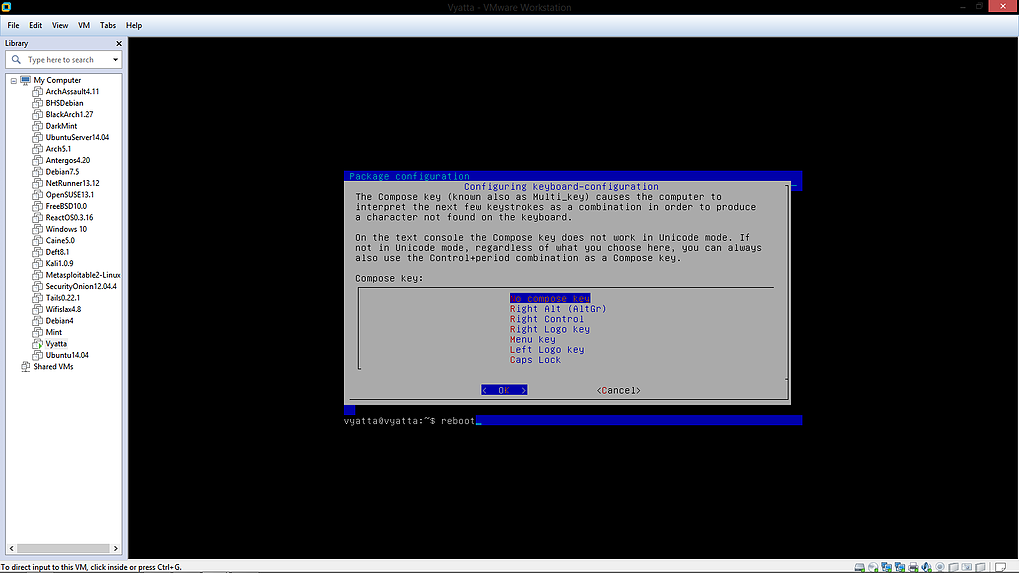 Vyatta - VMware Workstation
File Edit View VM Tabs Help
Library
Type here to search
My Computer
ArchAssault4.11
BHSDebian
BlackArch1.27
DarkMint
UbuntuServer14.04
Arch5.1
Antergos4.20
Debian7.5
NetRunner13.12
OpenSUSE13.1
FreeBSD10.0
ReactOS0.3.16
Windows 10
Caine5.0
Deft8.1
Kali1.0.9
Metasploitable2-Linux
SecurityOnion12.04.4
Tails0.22.1
Wifislax4.8
Debian4
Mint
Vyatta
Ubuntu14.04
Shared VMs
Package configuration
Configuring keyboard-configuration
The Compose key (known also as Multi_key) causes the computer to
interpret the next few keystrokes as a combination in order to produce
a character not found on the keyboard.
On the text console the Compose key does not work in Unicode mode. If
not in Unicode mode, regardless of what you choose here, you can always
also use the Control+period combination as a Compose key.
Compose key:
No compose key
Right Alt (AltGr)
Right Control
Right Logo key
Menu key
Left Logo key
Caps Lock
< OK > <Cancel>
vyatta@vyatta:~$ reboot_
To direct input to this VM, click inside or press Ctrl+G.